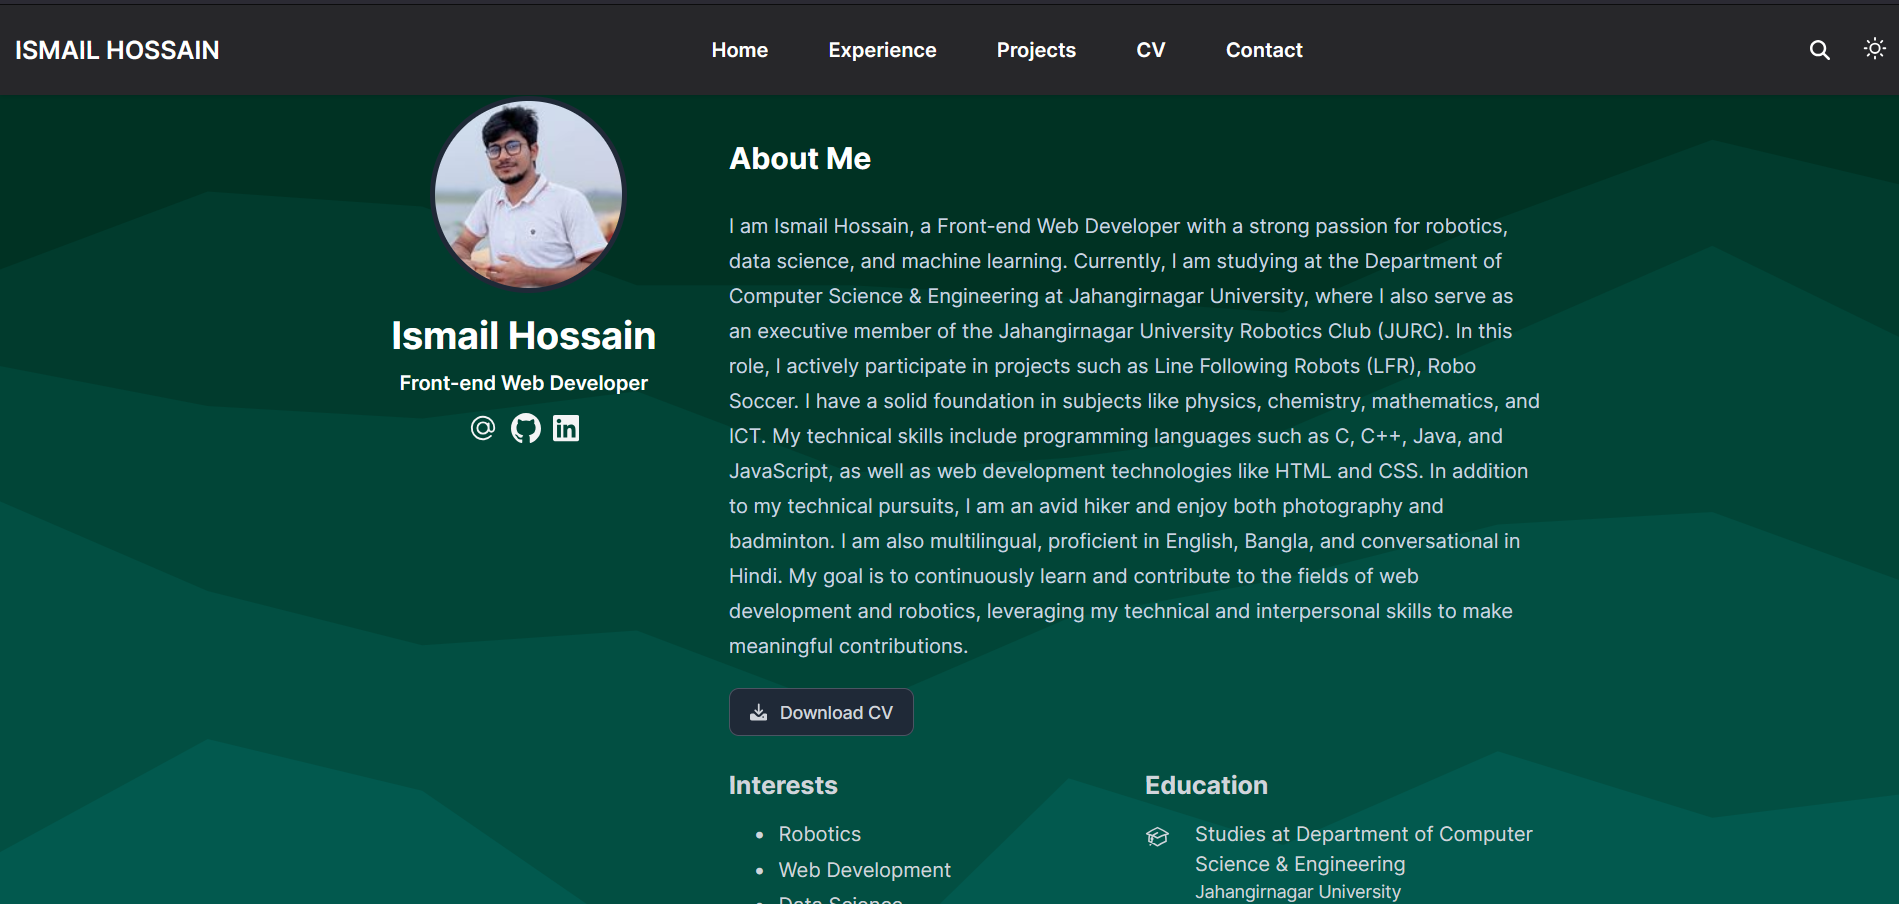 ISMAIL HOSSAIN
Home
Experience
Projects
CV
Contact
Ismail Hossain
Front-end Web Developer
About Me
I am Ismail Hossain, a Front-end Web Developer with a strong passion for robotics,
data science, and machine learning. Currently, I am studying at the Department of
Computer Science & Engineering at Jahangirnagar University, where I also serve as
an executive member of the Jahangirnagar University Robotics Club (JURC). In this
role, I actively participate in projects such as Line Following Robots (LFR), Robo
Soccer. I have a solid foundation in subjects like physics, chemistry, mathematics, and
ICT. My technical skills include programming languages such as C, C++, Java, and
JavaScript, as well as web development technologies like HTML and CSS. In addition
to my technical pursuits, I am an avid hiker and enjoy both photography and
badminton. I am also multilingual, proficient in English, Bangla, and conversational in
Hindi. My goal is to continuously learn and contribute to the fields of web
development and robotics, leveraging my technical and interpersonal skills to make
meaningful contributions.
Download CV
Interests
• Robotics
• Web Development
• Data Science
Education
Studies at Department of Computer
Science & Engineering
Jahangirnagar University